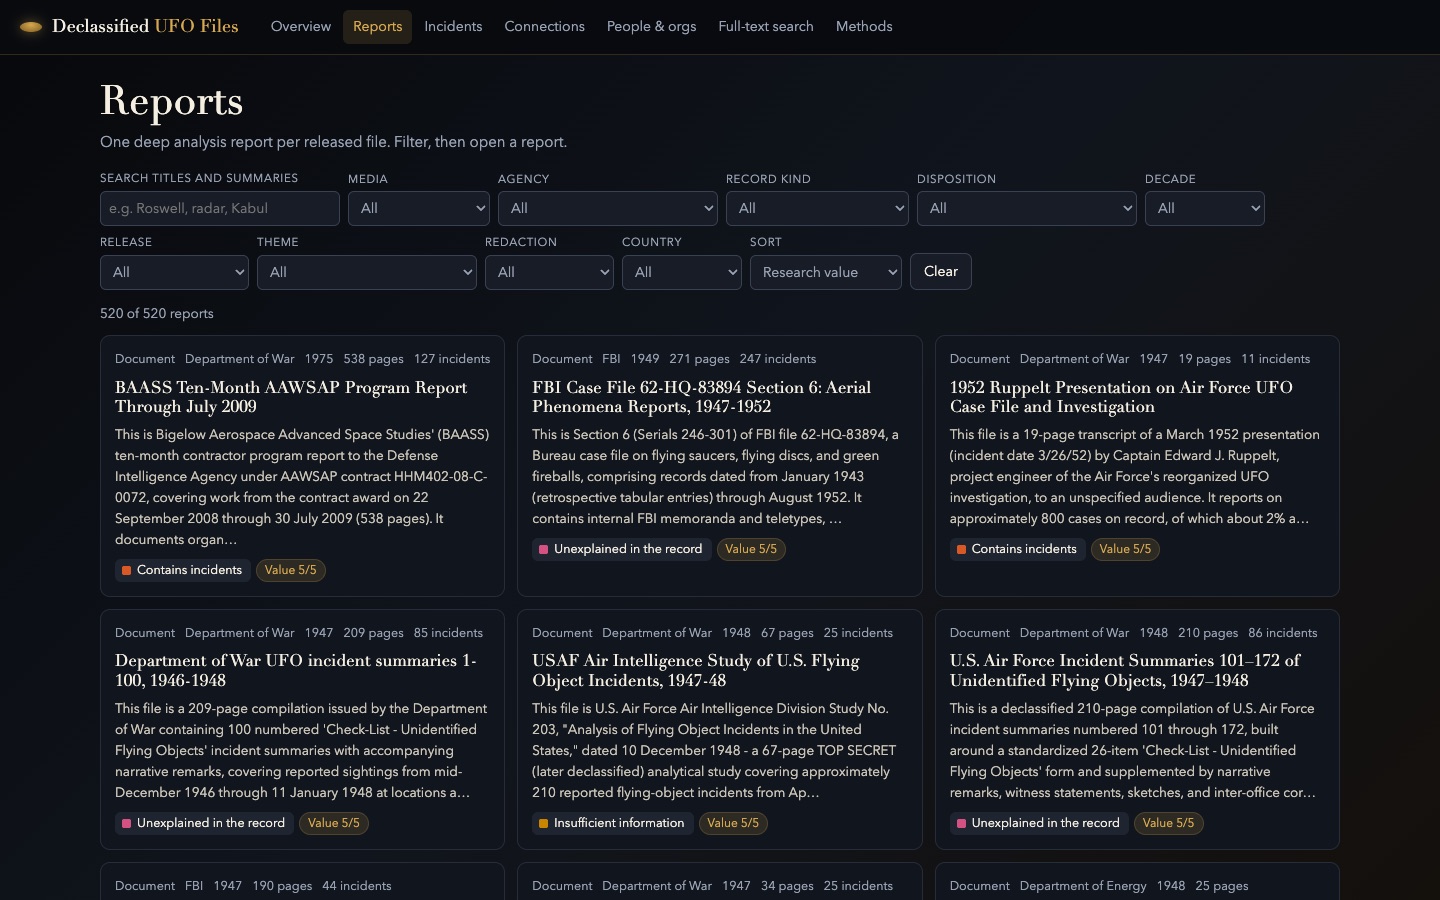 Declassified UFO Files
Overview
Reports
Incidents
Connections
People & orgs
Full-text search
Methods
Reports
One deep analysis report per released file. Filter, then open a report.
SEARCH TITLES AND SUMMARIES
MEDIA
AGENCY
RECORD KIND
DISPOSITION
DECADE
e.g. Roswell, radar, Kabul
All
All
All
All
All
RELEASE
THEME
REDACTION
COUNTRY
SORT
All
All
All
All
Research value
Clear
520 of 520 reports
Document Department of War 1975 538 pages 127 incidents
BAASS Ten-Month AAWSAP Program Report
Through July 2009
This is Bigelow Aerospace Advanced Space Studies' (BAASS)
ten-month contractor program report to the Defense
Intelligence Agency under AAWSAP contract HHM402-08-C-
0072, covering work from the contract award on 22
September 2008 through 30 July 2009 (538 pages). It
documents organ…
Contains incidents
Value 5/5
Document FBI 1949 271 pages 247 incidents
FBI Case File 62-HQ-83894 Section 6: Aerial
Phenomena Reports, 1947-1952
This is Section 6 (Serials 246-301) of FBI file 62-HQ-83894, a
Bureau case file on flying saucers, flying discs, and green
fireballs, comprising records dated from January 1943
(retrospective tabular entries) through August 1952. It
contains internal FBI memoranda and teletypes, …
Unexplained in the record
Value 5/5
Document Department of War 1947 19 pages 11 incidents
1952 Ruppelt Presentation on Air Force UFO
Case File and Investigation
This file is a 19-page transcript of a March 1952 presentation
(incident date 3/26/52) by Captain Edward J. Ruppelt,
project engineer of the Air Force's reorganized UFO
investigation, to an unspecified audience. It reports on
approximately 800 cases on record, of which about 2% a…
Contains incidents
Value 5/5
Document Department of War 1947 209 pages 85 incidents
Department of War UFO incident summaries 1-
100, 1946-1948
This file is a 209-page compilation issued by the Department
of War containing 100 numbered 'Check-List - Unidentified
Flying Objects' incident summaries with accompanying
narrative remarks, covering reported sightings from mid-
December 1946 through 11 January 1948 at locations a…
Unexplained in the record
Value 5/5
Document Department of War 1948 67 pages 25 incidents
USAF Air Intelligence Study of U.S. Flying
Object Incidents, 1947-48
This file is U.S. Air Force Air Intelligence Division Study No.
203, "Analysis of Flying Object Incidents in the United
States," dated 10 December 1948 - a 67-page TOP SECRET
(later declassified) analytical study covering approximately
210 reported flying-object incidents from Ap…
Insufficient information
Value 5/5
Document Department of War 1948 210 pages 86 incidents
U.S. Air Force Incident Summaries 101–172 of
Unidentified Flying Objects, 1947–1948
This is a declassified 210-page compilation of U.S. Air Force
incident summaries numbered 101 through 172, built
around a standardized 26-item 'Check-List - Unidentified
Flying Objects' form and supplemented by narrative
remarks, witness statements, sketches, and inter-office cor…
Unexplained in the record
Value 5/5
Document FBI 1947 190 pages 44 incidents
Document Department of War 1947 34 pages 25 incidents
Document Department of Energy 1948 25 pages